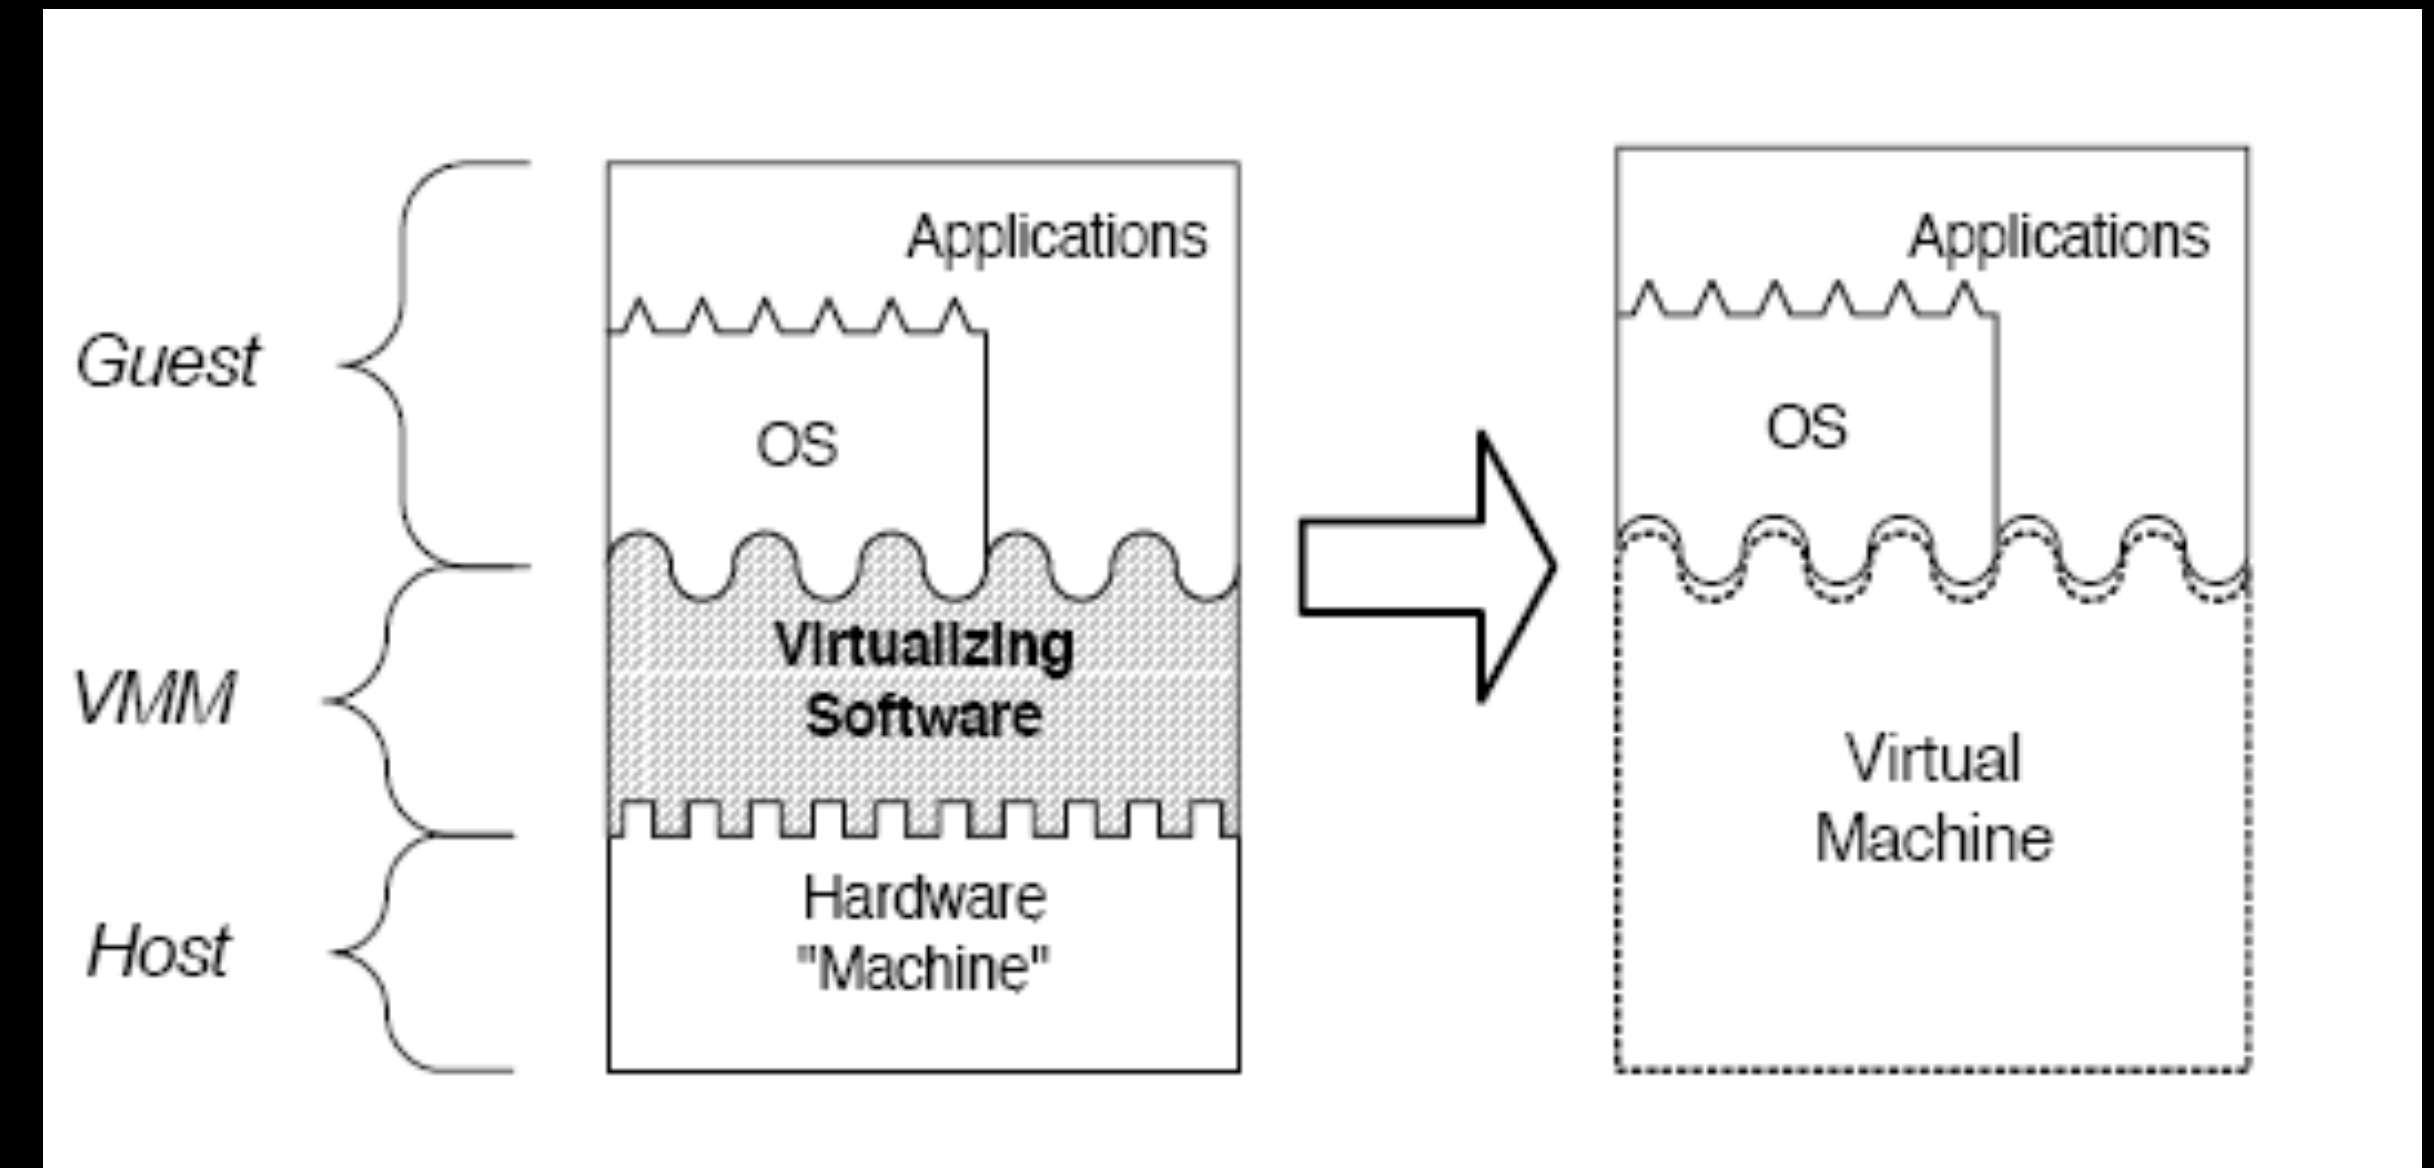 Guest
VMM
Host
Applications
OS
Virtualizing
Software
Hardware
"Machine"
Applications
OS
Virtual
Machine